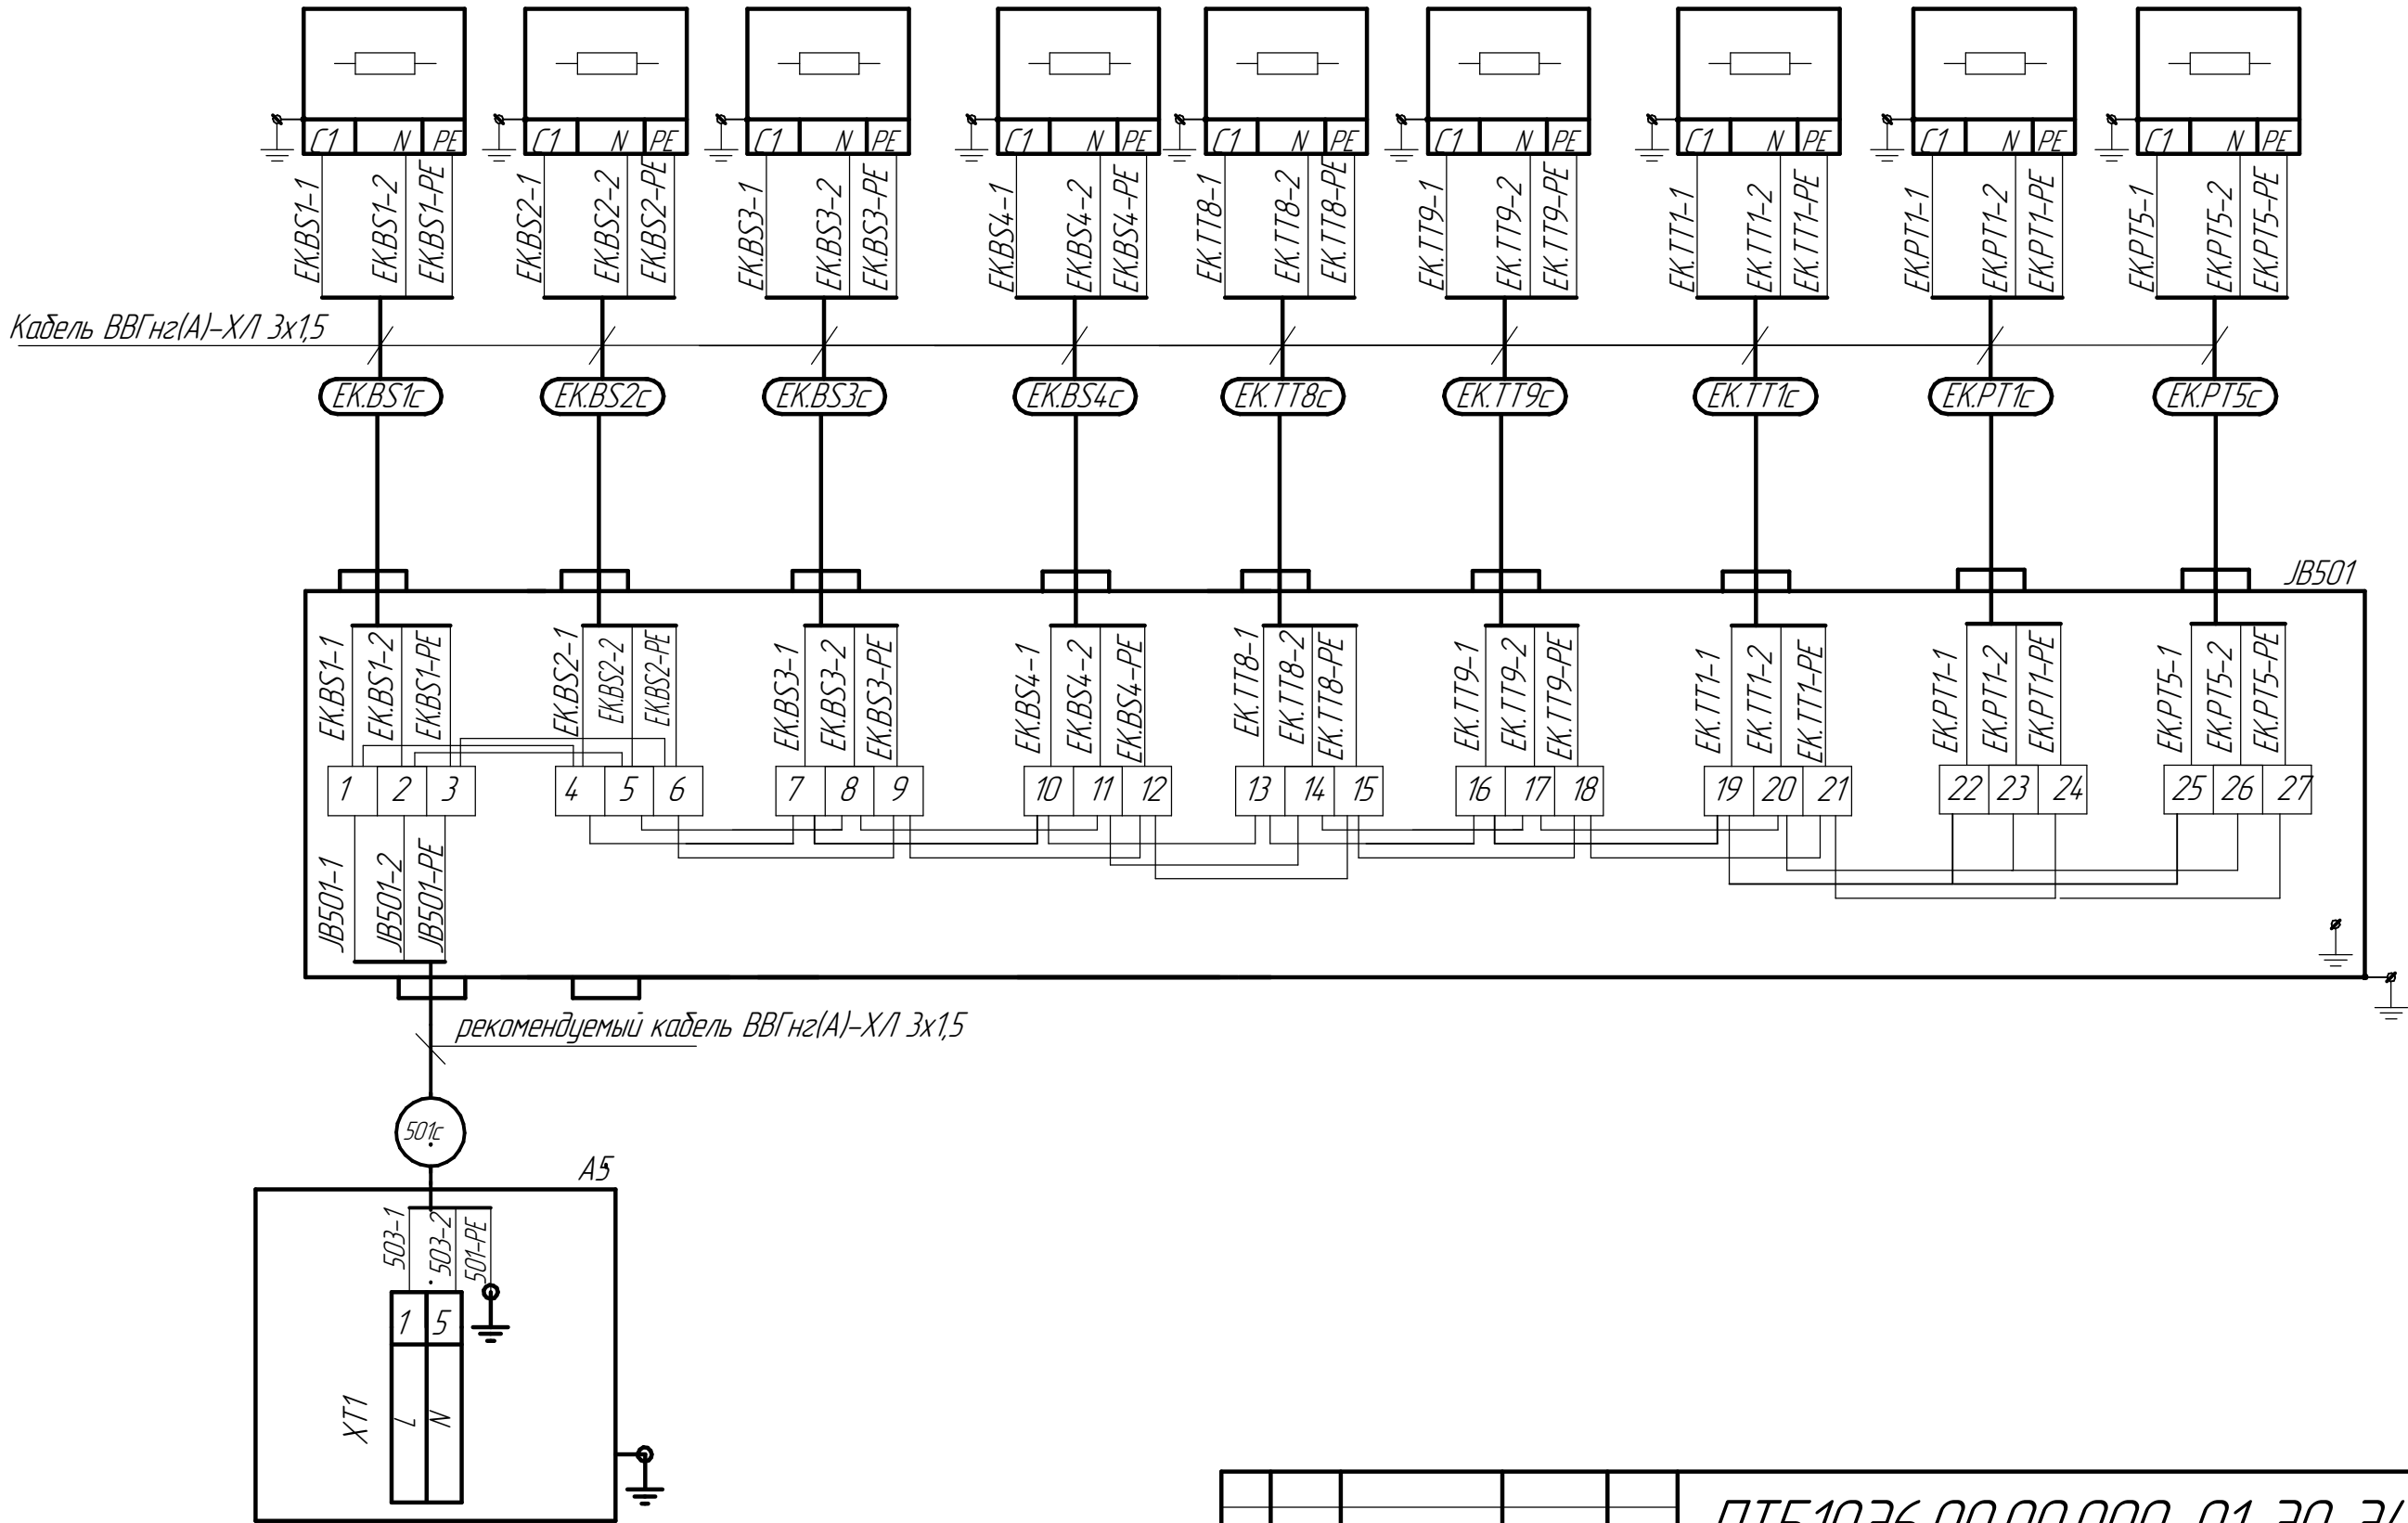 C1 N PE C1 N PE C1 N PE C1 N PE C1 N PE C1 N PE C1 N PE C1 N PE C1 N PE
EK.BS1-1 EK.BS1-2 EK.BS1-PE EK.BS2-1 EK.BS2-2 EK.BS2-PE EK.BS3-1 EK.BS3-2 EK.BS3-PE EK.BS4-1 EK.BS4-2 EK.BS4-PE EK.TT8-1 EK.TT8-2 EK.TT8-PE EK.TT9-1 EK.TT9-2 EK.TT9-PE EK.TT1-1 EK.TT1-2 EK.TT1-PE EK.PT1-1 EK.PT1-2 EK.PT1-PE EK.PT5-1 EK.PT5-2 EK.PT5-PE
Кабель ВВГнг(А)-ХЛ 3х1,5
EK.BS1c EK.BS2c EK.BS3c EK.BS4c EK.TT8c EK.TT9c EK.TT1c EK.PT1c EK.PT5c
JB501
EK.BS1-1 EK.BS1-2 EK.BS1-PE EK.BS2-1 EK.BS2-2 EK.BS2-PE EK.BS3-1 EK.BS3-2 EK.BS3-PE EK.BS4-1 EK.BS4-2 EK.BS4-PE EK.TT8-1 EK.TT8-2 EK.TT8-PE EK.TT9-1 EK.TT9-2 EK.TT9-PE EK.TT1-1 EK.TT1-2 EK.TT1-PE EK.PT1-1 EK.PT1-2 EK.PT1-PE EK.PT5-1 EK.PT5-2 EK.PT5-PE
1 2 3 4 5 6 7 8 9 10 11 12 13 14 15 16 17 18 19 20 21 22 23 24 25 26 27
JB501-1 JB501-2 JB501-PE
рекомендуемый кабель ВВГнг(А)-ХЛ 3х1,5
501c
A5
503-1 503-2 501-PE
1 5
XT1 L N